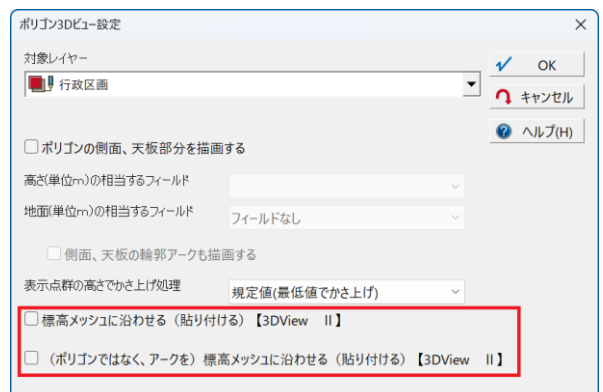 ポリゴン3Dビュー設定
対象レイヤー
行政区画
OK
キャンセル
ヘルプ(H)
ポリゴンの側面、天板部分を描画する
高さ(単位m)の相当するフィールド
地面(単位m)の相当するフィールド
フィールドなし
側面、天板の輪郭アークも描画する
表示点群の高さでかさ上げ処理
規定値(最低値でかさ上げ)
標高メッシュに沿わせる（貼り付ける）【3DView　II】
（ポリゴンではなく、アークを）標高メッシュに沿わせる（貼り付ける）【3DView　II】